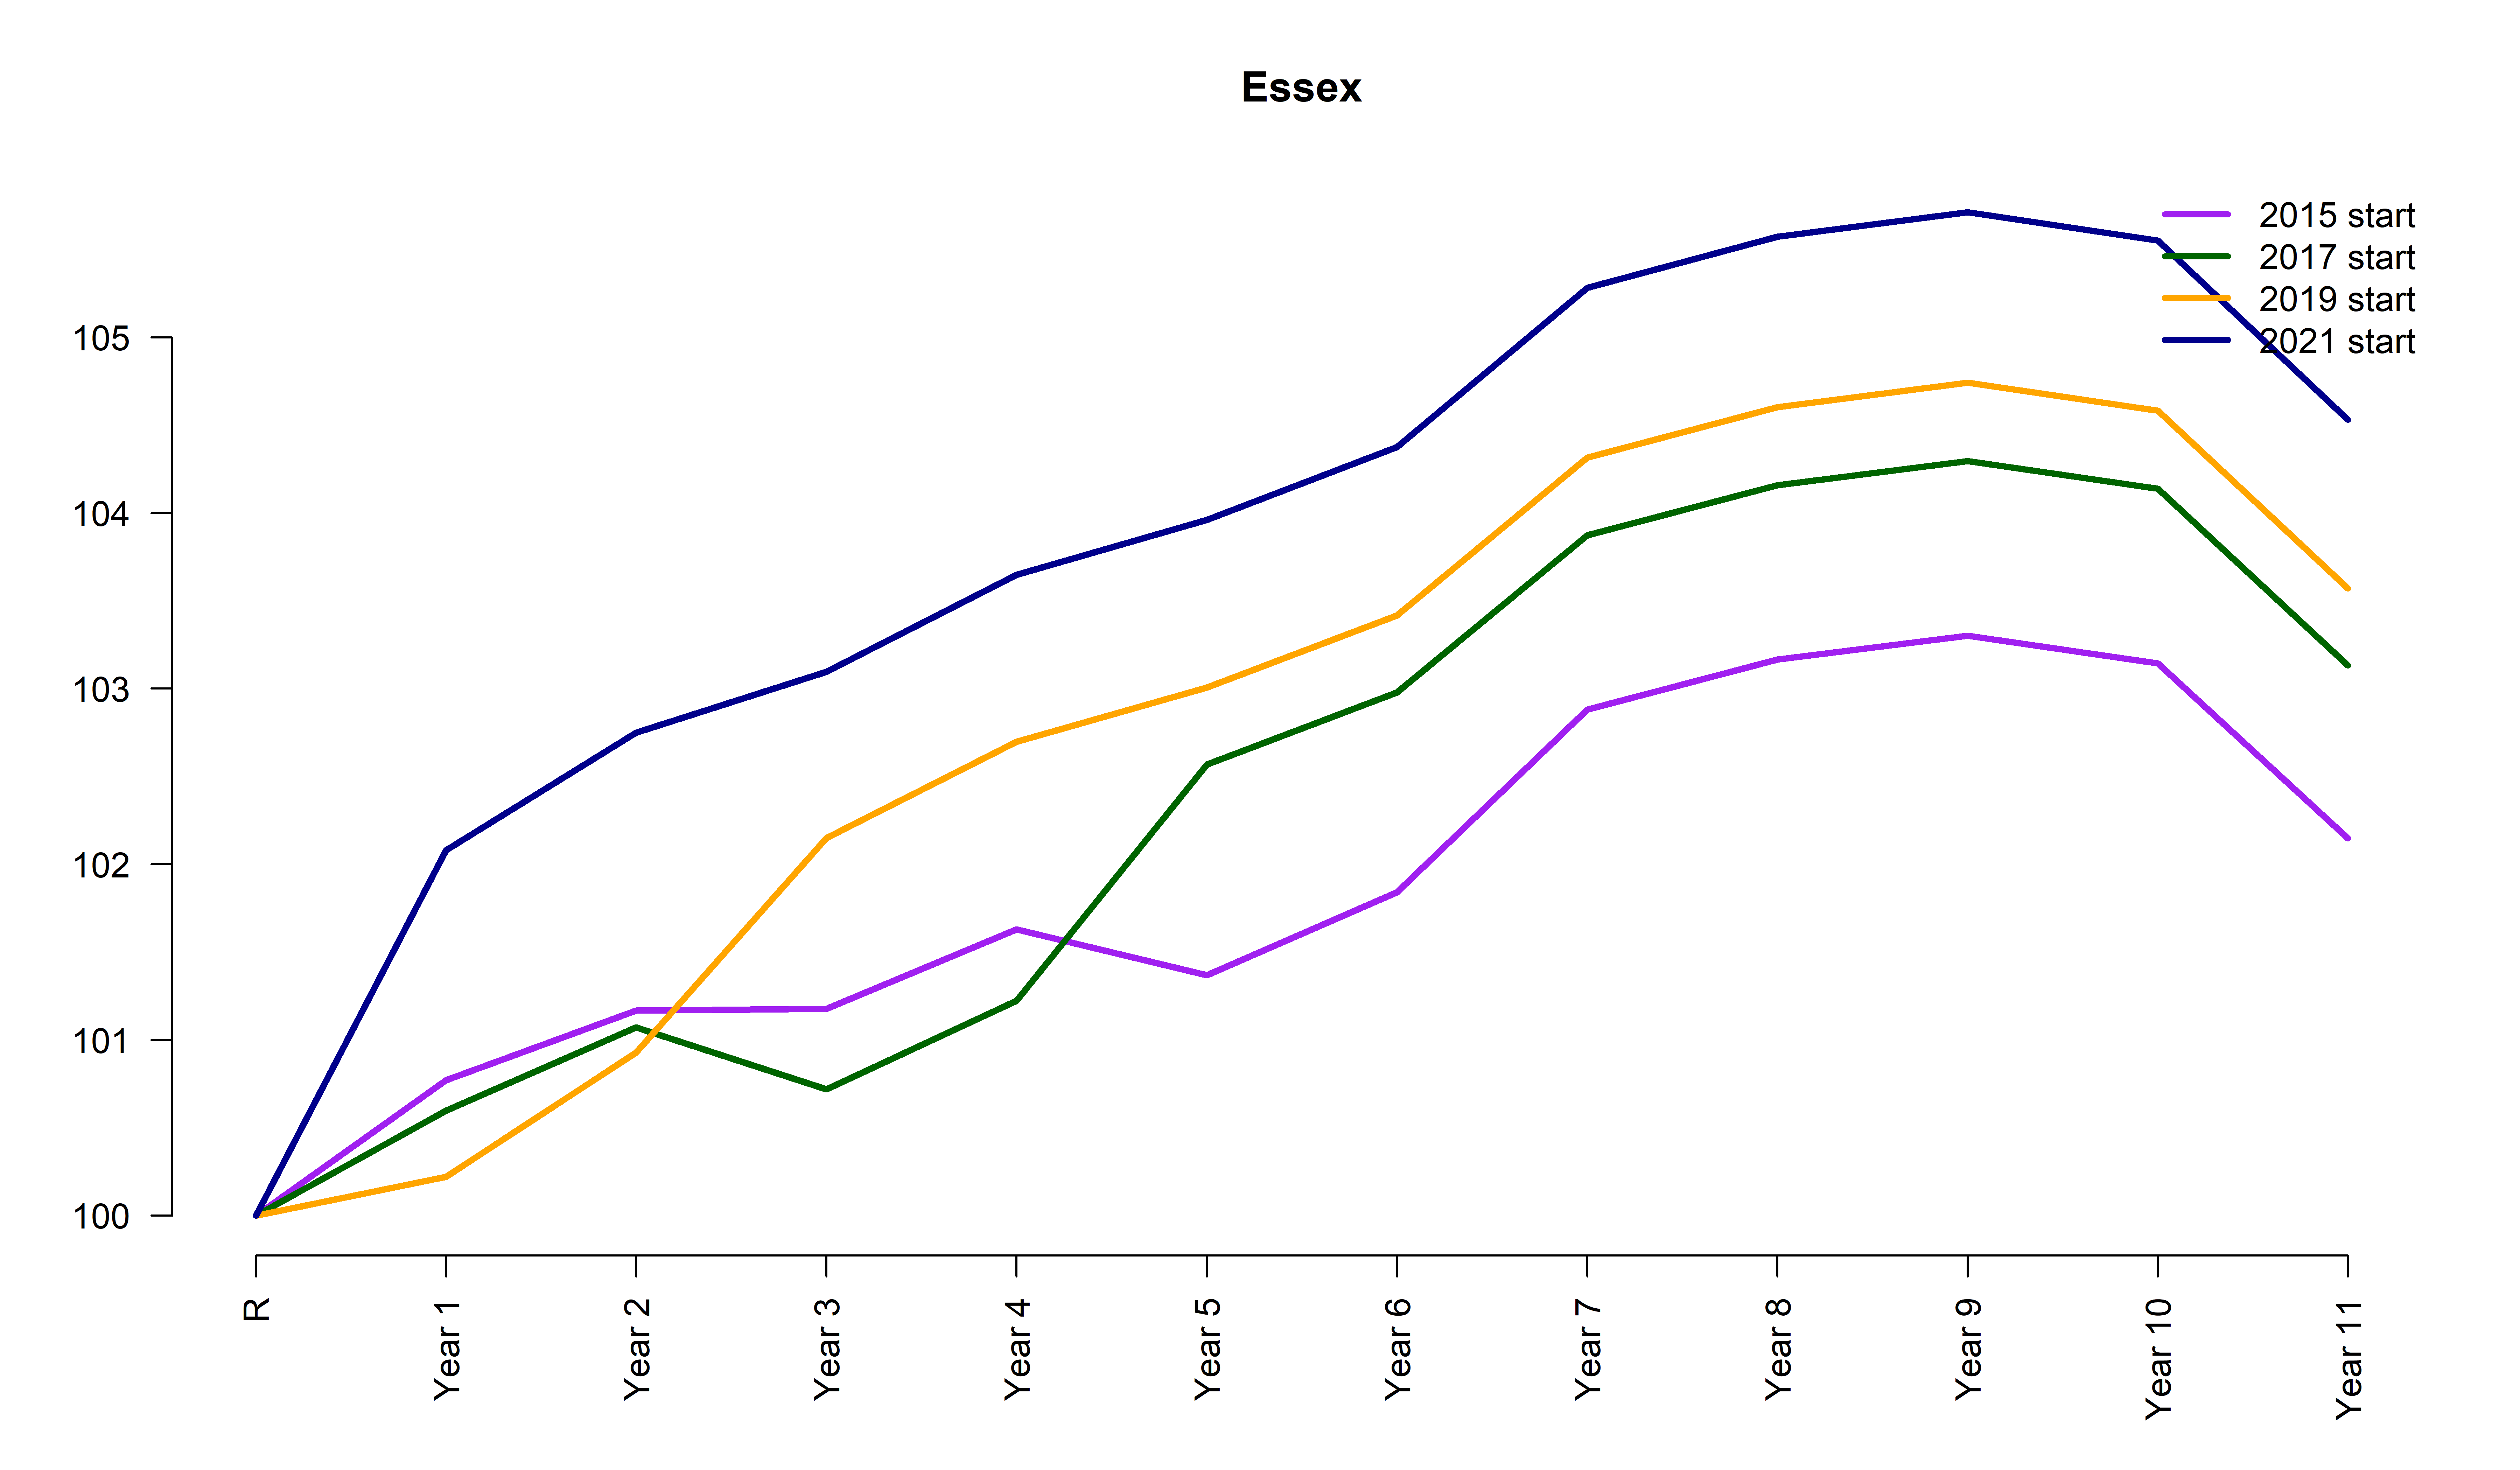 Essex
2015 start
2017 start
2019 start
2021 start
105
104
103
102
101
100
R
Year 1
Year 2
Year 3
Year 4
Year 5
Year 6
Year 7
Year 8
Year 9
Year 10
Year 11